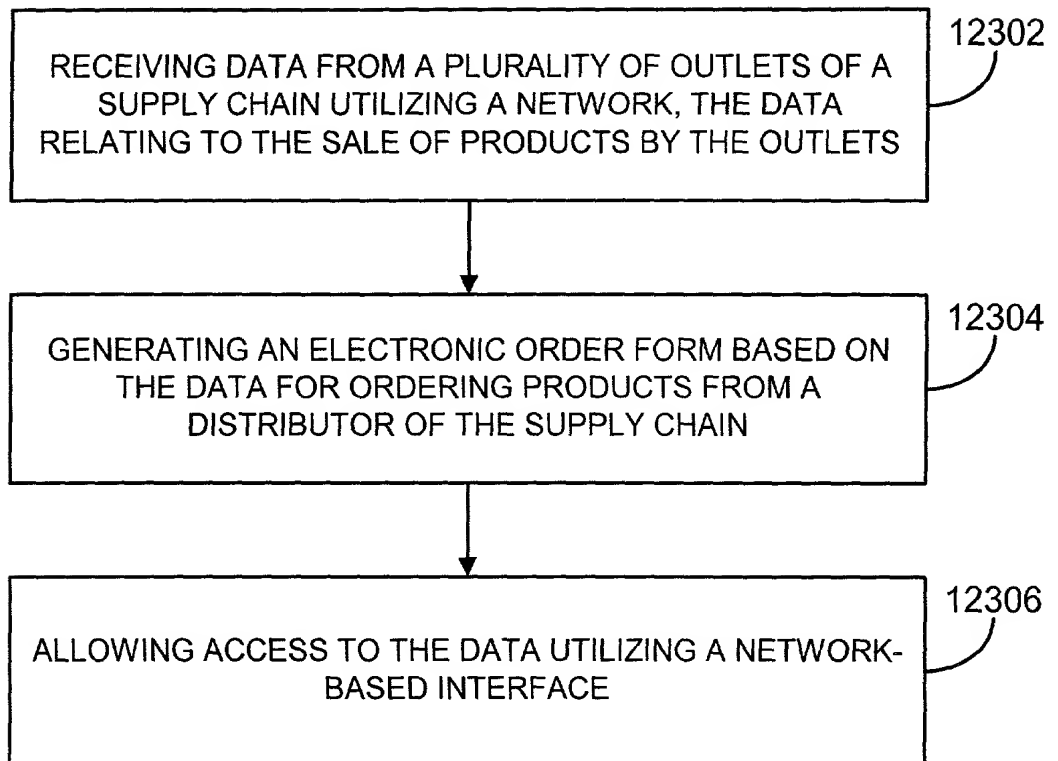 12302
RECEIVING DATA FROM A PLURALITY OF OUTLETS OF A
SUPPLY CHAIN UTILIZING A NETWORK, THE DATA
RELATING TO THE SALE OF PRODUCTS BY THE OUTLETS
12304
GENERATING AN ELECTRONIC ORDER FORM BASED ON
THE DATA FOR ORDERING PRODUCTS FROM A
DISTRIBUTOR OF THE SUPPLY CHAIN
12306
ALLOWING ACCESS TO THE DATA UTILIZING A NETWORK-
BASED INTERFACE